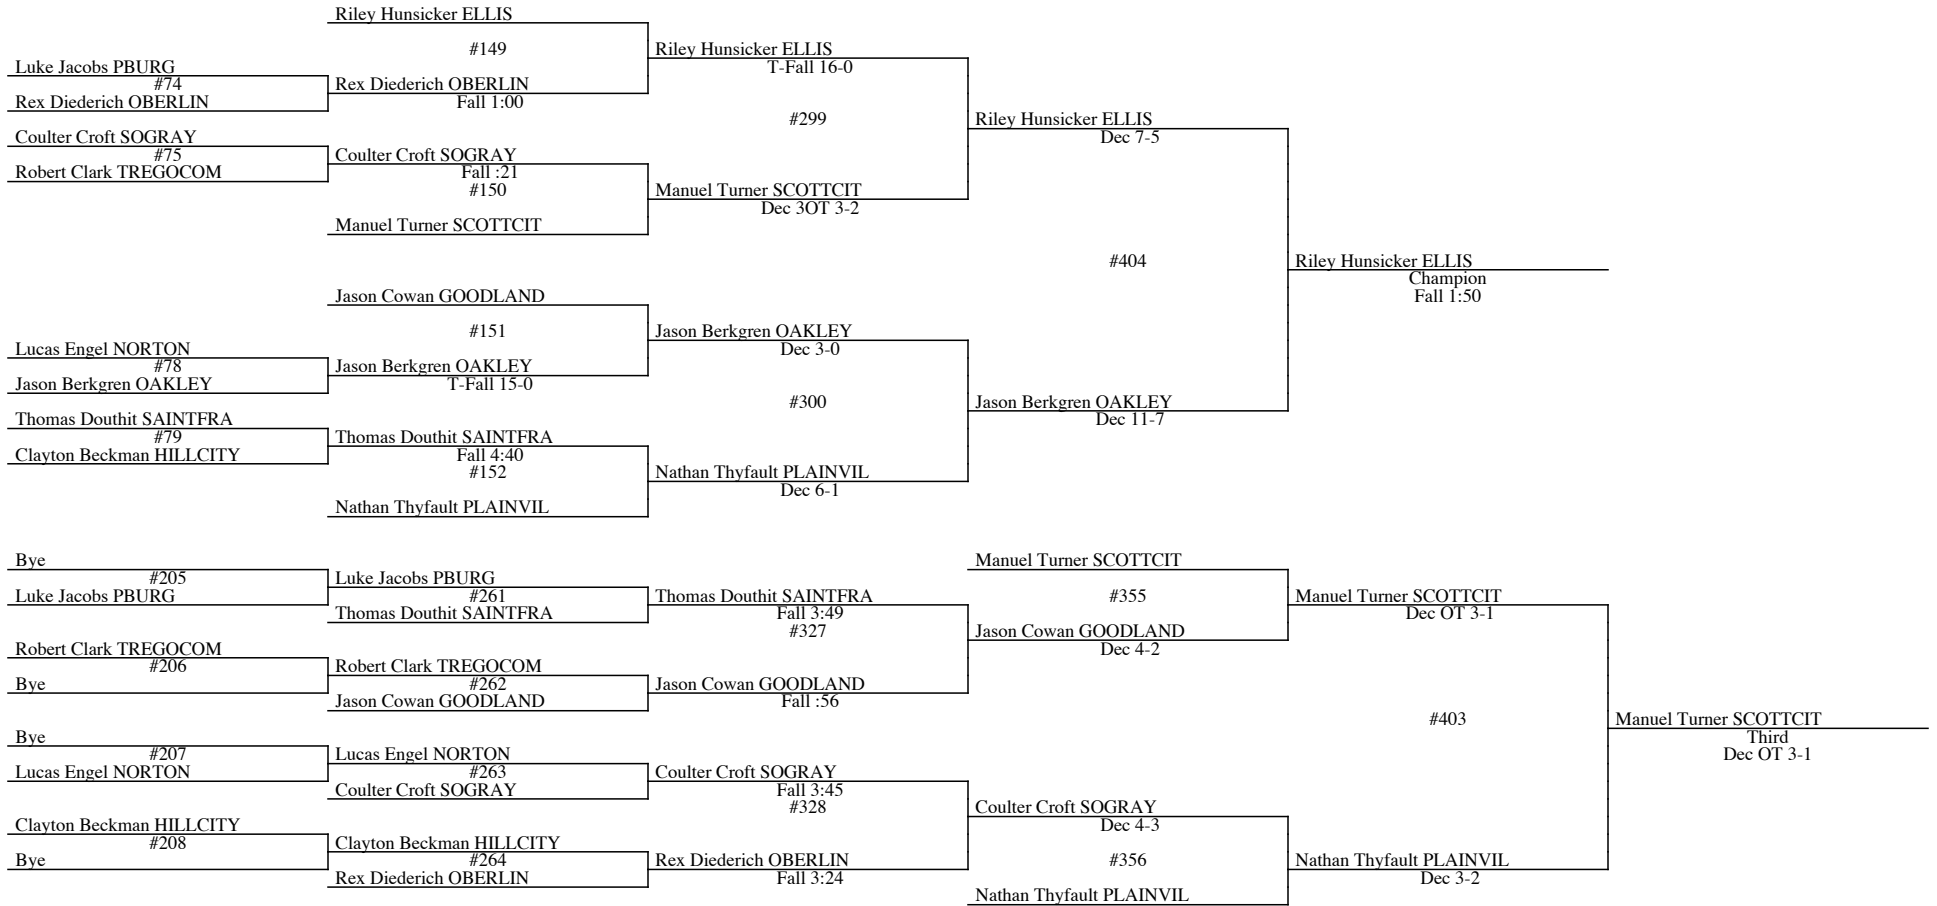 Riley Hunsicker ELLIS
#149
Riley Hunsicker ELLIS
T-Fall 16-0
Luke Jacobs PBURG
#74
Rex Diederich OBERLIN
Rex Diederich OBERLIN
Fall 1:00
#299
Riley Hunsicker ELLIS
Dec 7-5
Coulter Croft SOGRAY
#75
Coulter Croft SOGRAY
Robert Clark TREGOCOM
Fall :21
#150
Manuel Turner SCOTTCIT
Dec 3OT 3-2
Manuel Turner SCOTTCIT
#404
Riley Hunsicker ELLIS
Champion
Fall 1:50
Jason Cowan GOODLAND
#151
Jason Berkgren OAKLEY
Dec 3-0
Lucas Engel NORTON
#78
Jason Berkgren OAKLEY
Jason Berkgren OAKLEY
T-Fall 15-0
#300
Jason Berkgren OAKLEY
Dec 11-7
Thomas Douthit SAINTFRA
#79
Thomas Douthit SAINTFRA
Clayton Beckman HILLCITY
Fall 4:40
#152
Nathan Thyfault PLAINVIL
Dec 6-1
Nathan Thyfault PLAINVIL
Bye
#205
Luke Jacobs PBURG
Luke Jacobs PBURG
#261
Thomas Douthit SAINTFRA
Thomas Douthit SAINTFRA
Fall 3:49
#327
Manuel Turner SCOTTCIT
#355
Manuel Turner SCOTTCIT
Dec OT 3-1
Jason Cowan GOODLAND
Dec 4-2
Robert Clark TREGOCOM
#206
Bye
Robert Clark TREGOCOM
#262
Jason Cowan GOODLAND
Jason Cowan GOODLAND
Fall :56
#403
Manuel Turner SCOTTCIT
Third
Dec OT 3-1
Bye
#207
Lucas Engel NORTON
Lucas Engel NORTON
#263
Coulter Croft SOGRAY
Coulter Croft SOGRAY
Fall 3:45
#328
Coulter Croft SOGRAY
Dec 4-3
Clayton Beckman HILLCITY
#208
Bye
Clayton Beckman HILLCITY
#264
Rex Diederich OBERLIN
Rex Diederich OBERLIN
Fall 3:24
#356
Nathan Thyfault PLAINVIL
Dec 3-2
Nathan Thyfault PLAINVIL